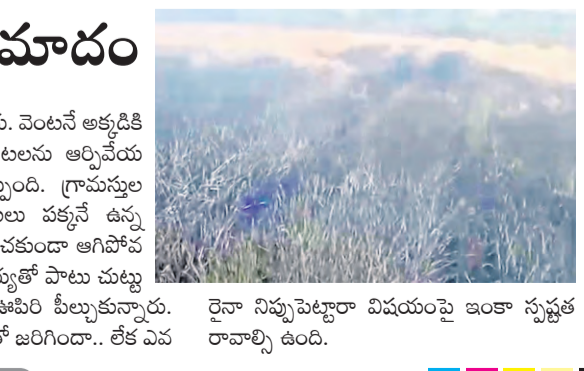 మాదం
రు. వెంటనే అక్కడికి
టలను ఆర్పివేయ
ప్పింది. గ్రామస్తుల
లు పక్కనే ఉన్న
చకుండా ఆగిపోవ
య్యతో పాటు చుట్టు
ఊపిరి పీల్చుకున్నారు.
తో జరిగిందా.. లేక ఎవ
రైనా నిప్పుపెట్టారా విషయంపై ఇంకా స్పష్టత
రావాల్సి ఉంది.